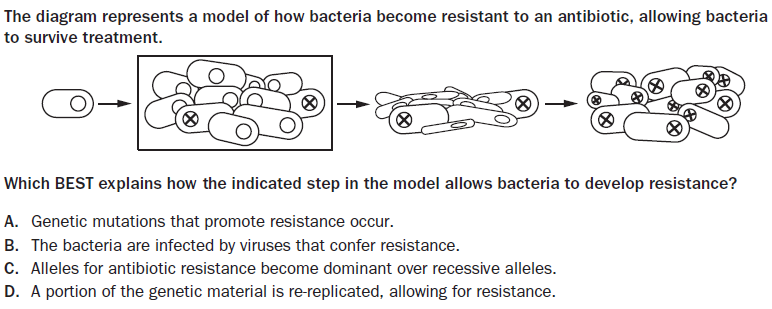 The diagram represents a model of how bacteria become resistant to an antibiotic, allowing bacteria
to survive treatment.
Which BEST explains how the indicated step in the model allows bacteria to develop resistance?
A. Genetic mutations that promote resistance occur.
B. The bacteria are infected by viruses that confer resistance.
C. Alleles for antibiotic resistance become dominant over recessive alleles.
D. A portion of the genetic material is re-replicated, allowing for resistance.